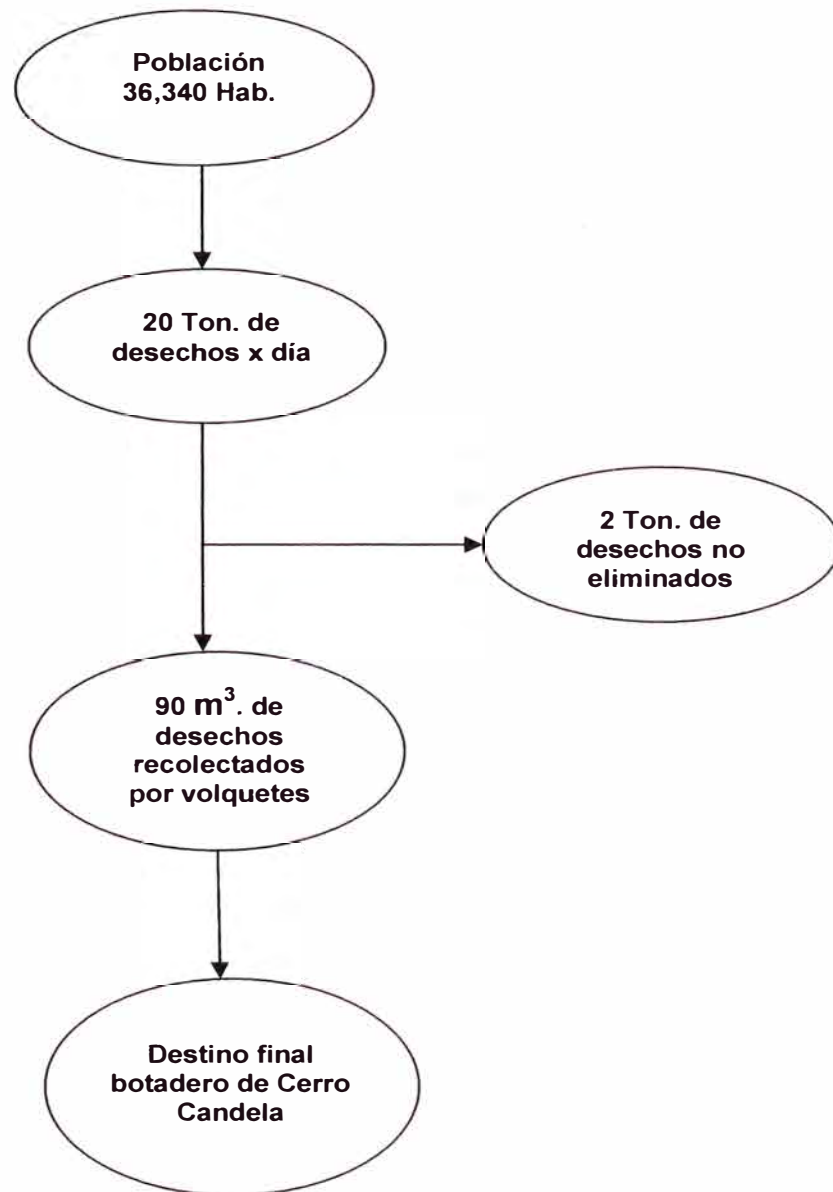 Población
36,340 Hab.
20 Ton. de
desechos x día
2 Ton. de
desechos no
eliminados
90 m³. de
desechos
recolectados
por volquetes
Destino final
botadero de Cerro
Candela